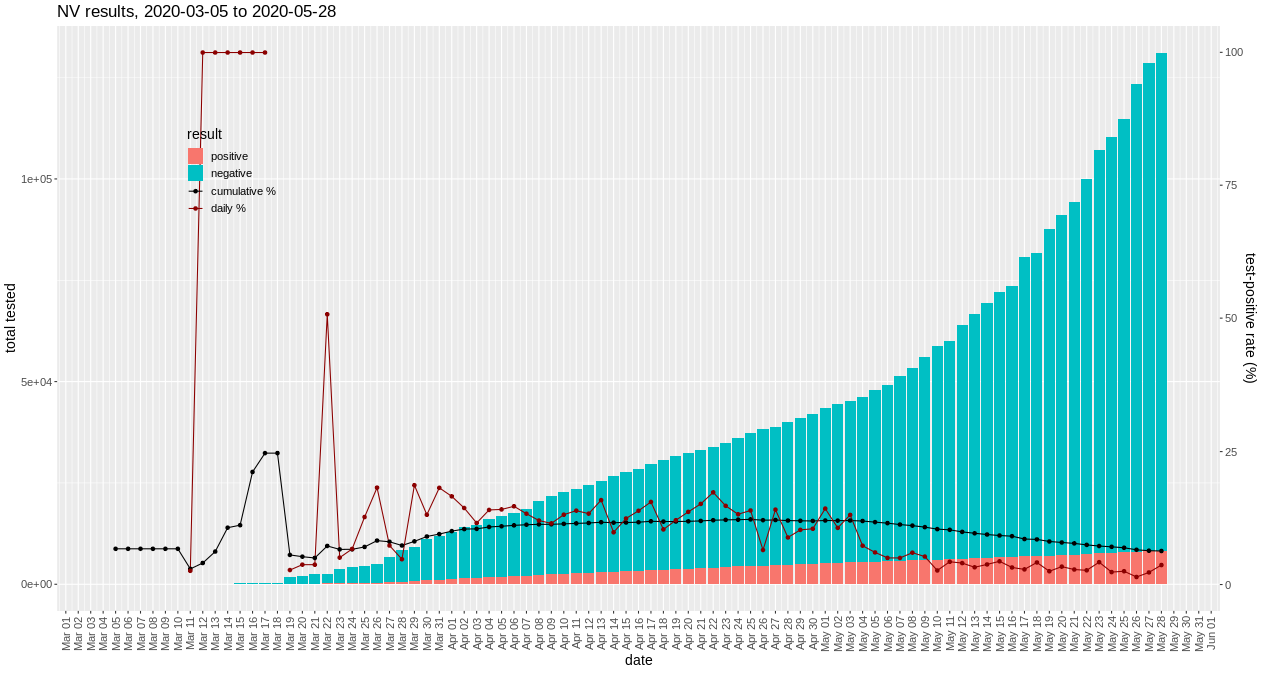 NV results, 2020-03-05 to 2020-05-28
total tested
1e+05
5e+04
0e+00
result
positive
negative
cumulative %
daily %
100
75
50
25
0
test-positive rate (%)
Mar 01
Mar 02
Mar 03
Mar 04
Mar 05
Mar 06
Mar 07
Mar 08
Mar 09
Mar 10
Mar 11
Mar 12
Mar 13
Mar 14
Mar 15
Mar 16
Mar 17
Mar 18
Mar 19
Mar 20
Mar 21
Mar 22
Mar 23
Mar 24
Mar 25
Mar 26
Mar 27
Mar 28
Mar 29
Mar 30
Mar 31
Apr 01
Apr 02
Apr 03
Apr 04
Apr 05
Apr 06
Apr 07
Apr 08
Apr 09
Apr 10
Apr 11
Apr 12
Apr 13
Apr 14
Apr 15
Apr 16
Apr 17
Apr 18
Apr 19
Apr 20
Apr 21
Apr 22
Apr 23
Apr 24
Apr 25
Apr 26
Apr 27
Apr 28
Apr 29
Apr 30
May 01
May 02
May 03
May 04
May 05
May 06
May 07
May 08
May 09
May 10
May 11
May 12
May 13
May 14
May 15
May 16
May 17
May 18
May 19
May 20
May 21
May 22
May 23
May 24
May 25
May 26
May 27
May 28
May 29
May 30
May 31
Jun 01
date